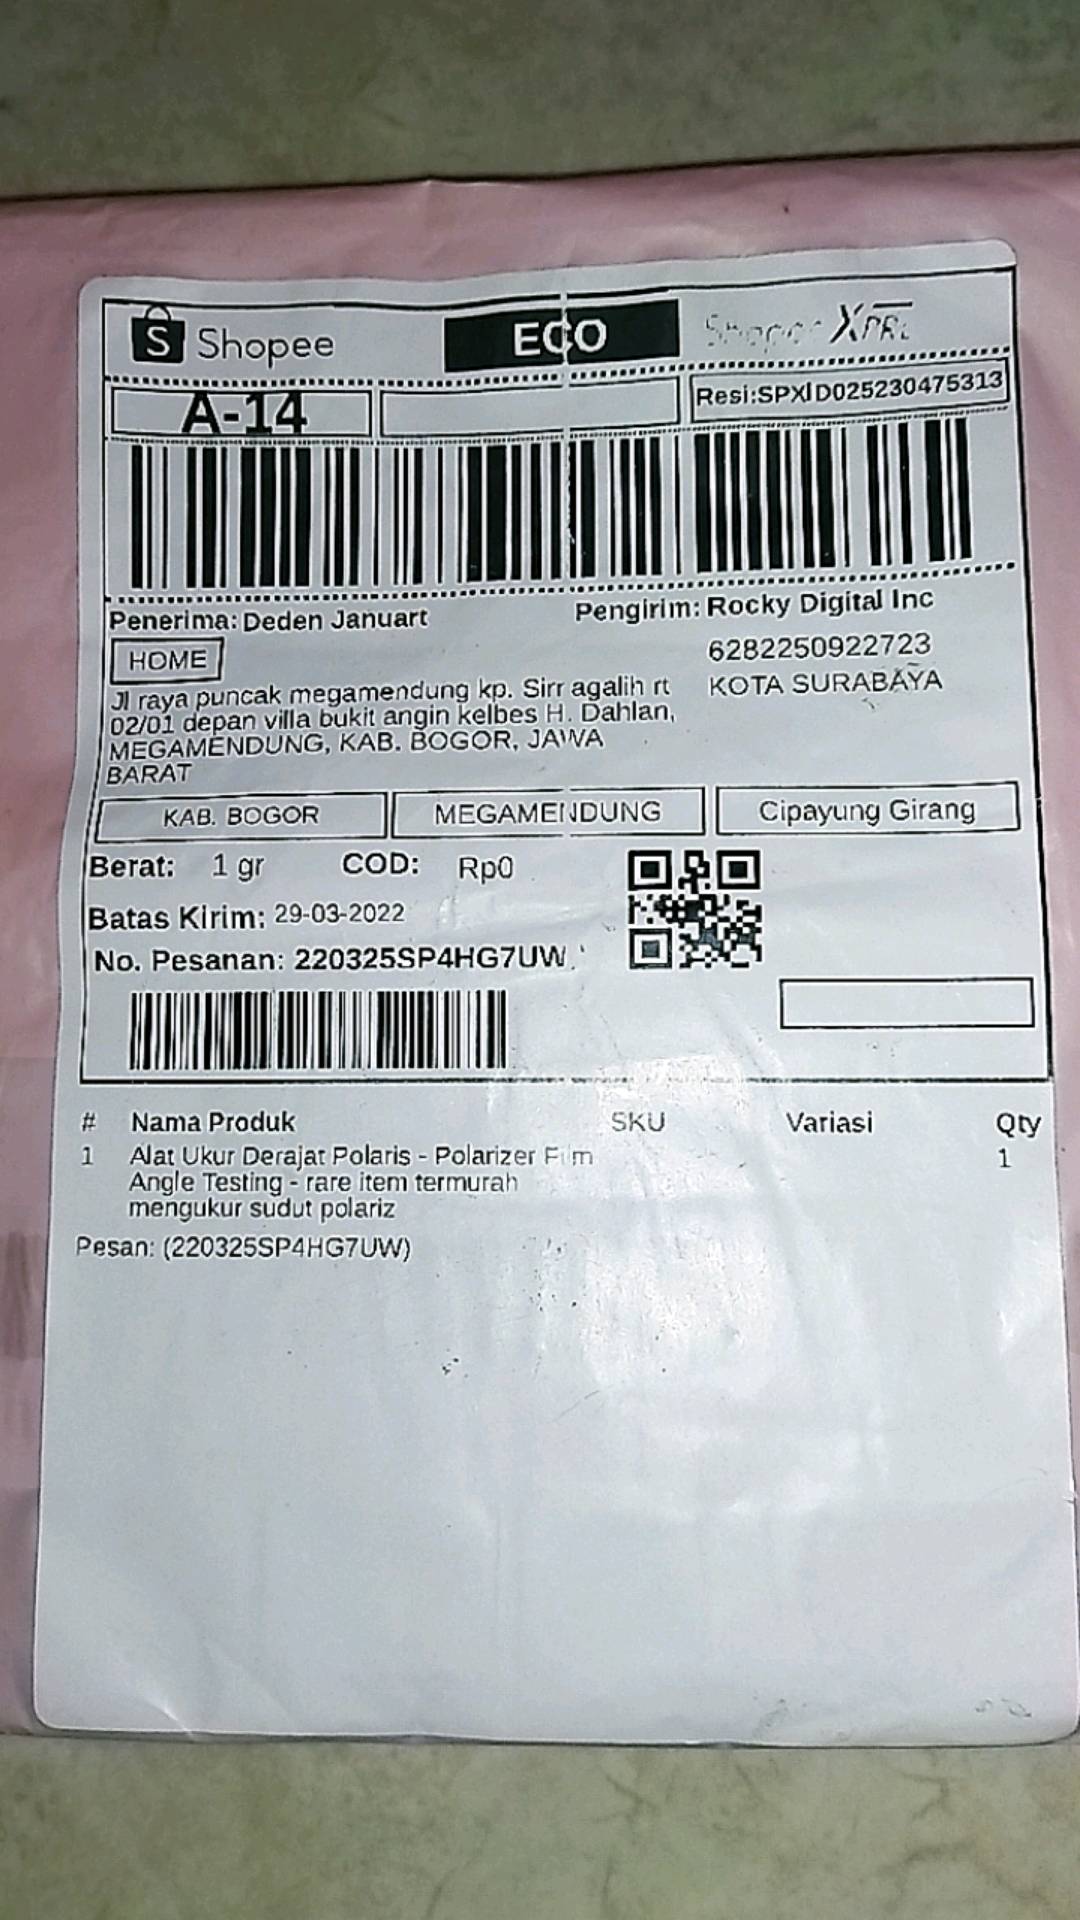 Shopee
ECO
A-14
Resi:SPXID025230475313
Penerima: Deden Januart
Pengirim: Rocky Digital Inc
HOME
6282250922723
KOTA SURABAYA
Jl raya puncak megamendung kp. Sirr agalih rt
02/01 depan villa bukit angin kelbes H. Dahlan,
MEGAMENDUNG, KAB. BOGOR, JAWA
BARAT
KAB. BOGOR
MEGAMENDUNG
Cipayung Girang
Berat: 1 gr COD: Rp0
Batas Kirim: 29-03-2022
No. Pesanan: 220325SP4HG7UW
# Nama Produk SKU Variasi Qty
1 Alat Ukur Derajat Polaris - Polarizer Film 1
Angle Testing - rare item termurah
mengukur sudut polariz
Pesan: (220325SP4HG7UW)